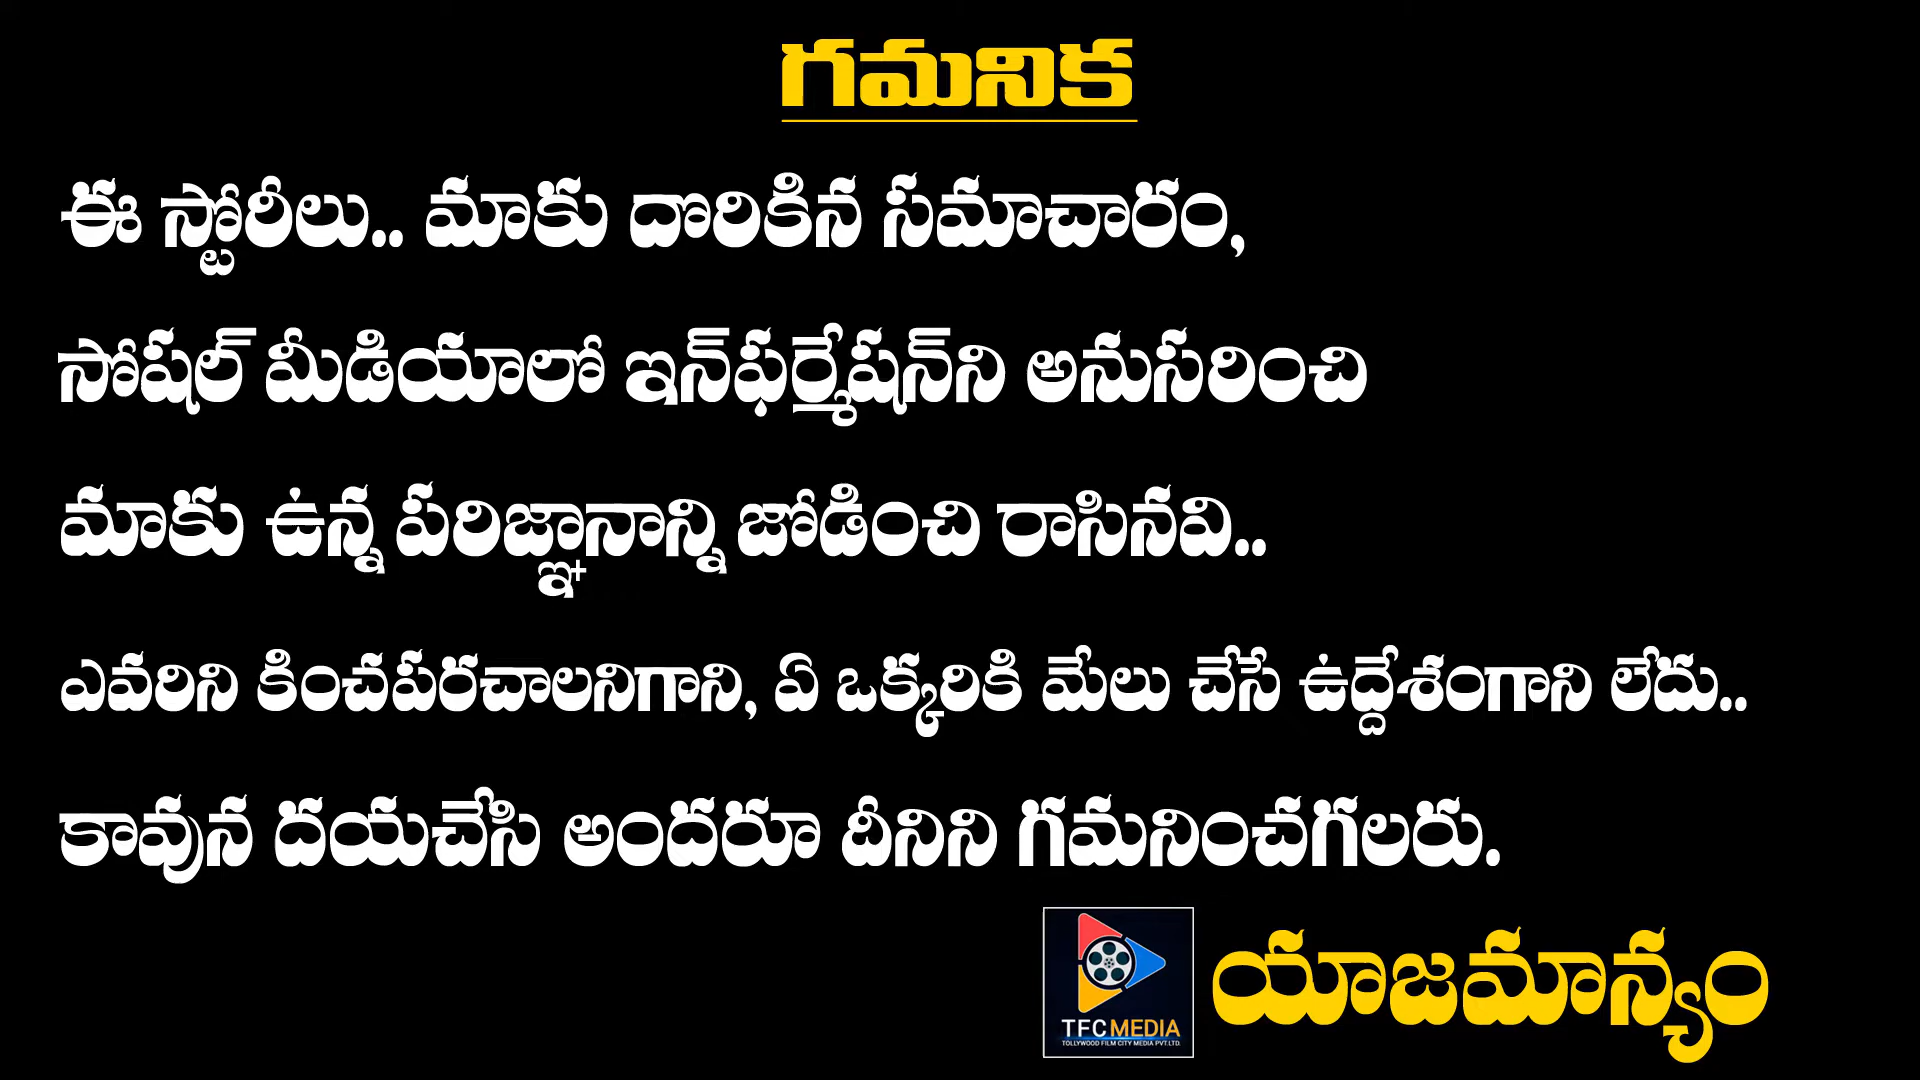 గమనిక
ఈ స్టోరీలు.. మాకు దొరికిన సమాచారం,
సోషల్ మీడియాలో ఇన్‌ఫర్మేషన్‌ని అనుసరించి
మాకు ఉన్న పరిజ్ఞానాన్ని జోడించి రాసినవి..
ఎవరిని కించపరచాలనిగాని, ఏ ఒక్కరికి మేలు చేసే ఉద్దేశంగాని లేదు..
కావున దయచేసి అందరూ దీనిని గమనించగలరు.
యాజమాన్యం
TFC MEDIA
TOLLYWOOD FILM CITY MEDIA PVT.LTD.